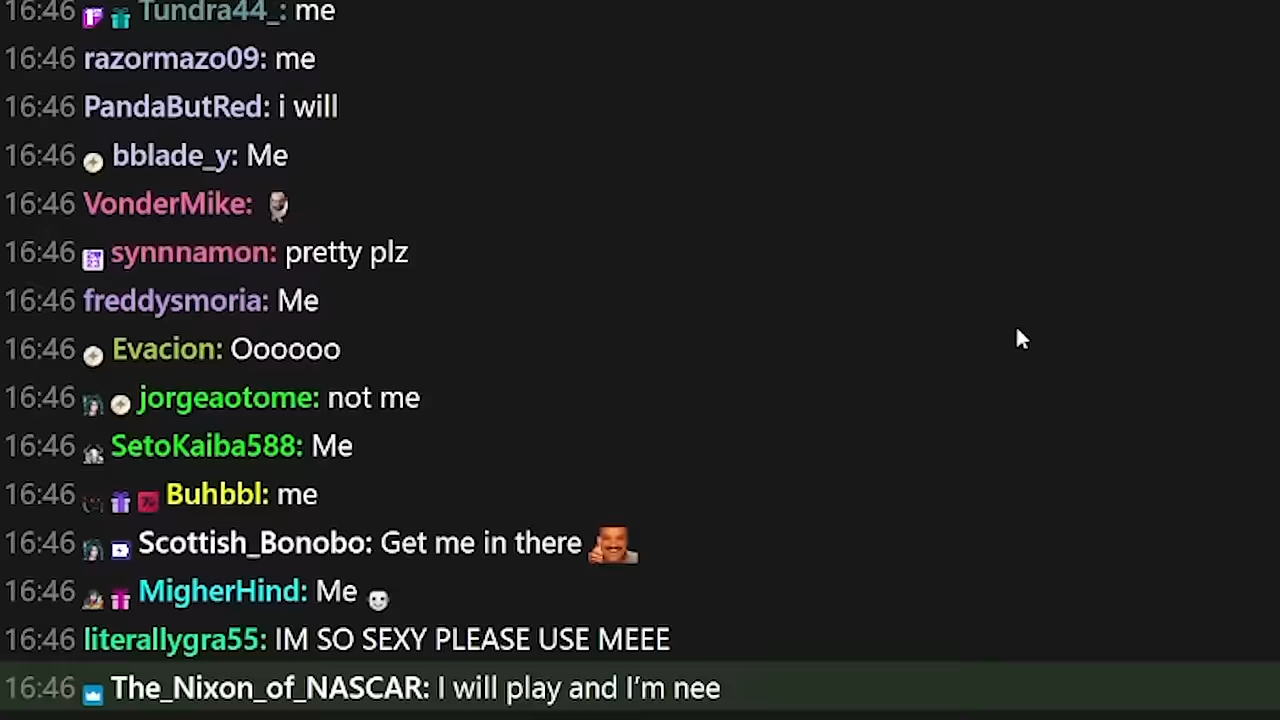 16:46 Tundra44_: me
16:46 razormazo09: me
16:46 PandaButRed: i will
16:46 bblade_y: Me
16:46 VonderMike:
16:46 synnnamon: pretty plz
16:46 freddysmoria: Me
16:46 Evacion: Oooooo
16:46 jorgeaotome: not me
16:46 SetoKaiba588: Me
16:46 Buhbbl: me
16:46 Scottish_Bonobo: Get me in there
16:46 MigherHind: Me
16:46 literallygra55: IM SO SEXY PLEASE USE MEEE
16:46 The_Nixon_of_NASCAR: I will play and I’m nee